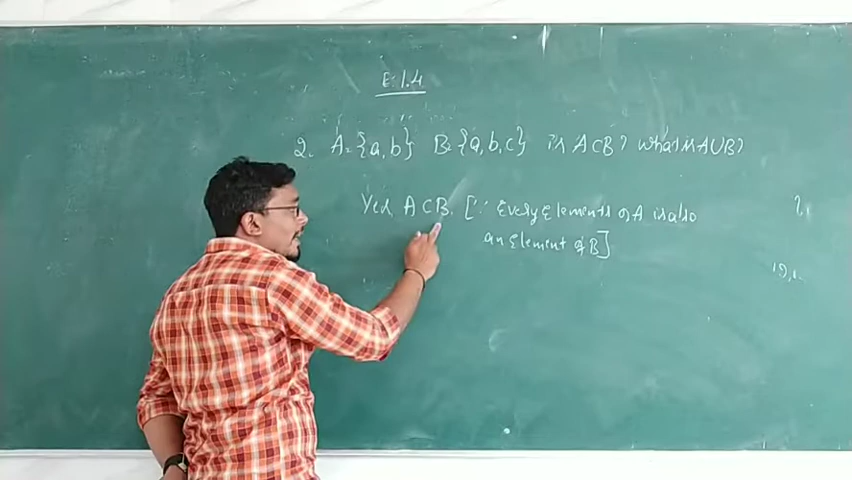 E 1.4
2. A = {a, b} B = {a, b, c} is A ⊂ B? What is A ∪ B?
Yes, A ⊂ B. [∵ Every Elements of A is also
an Element of B]